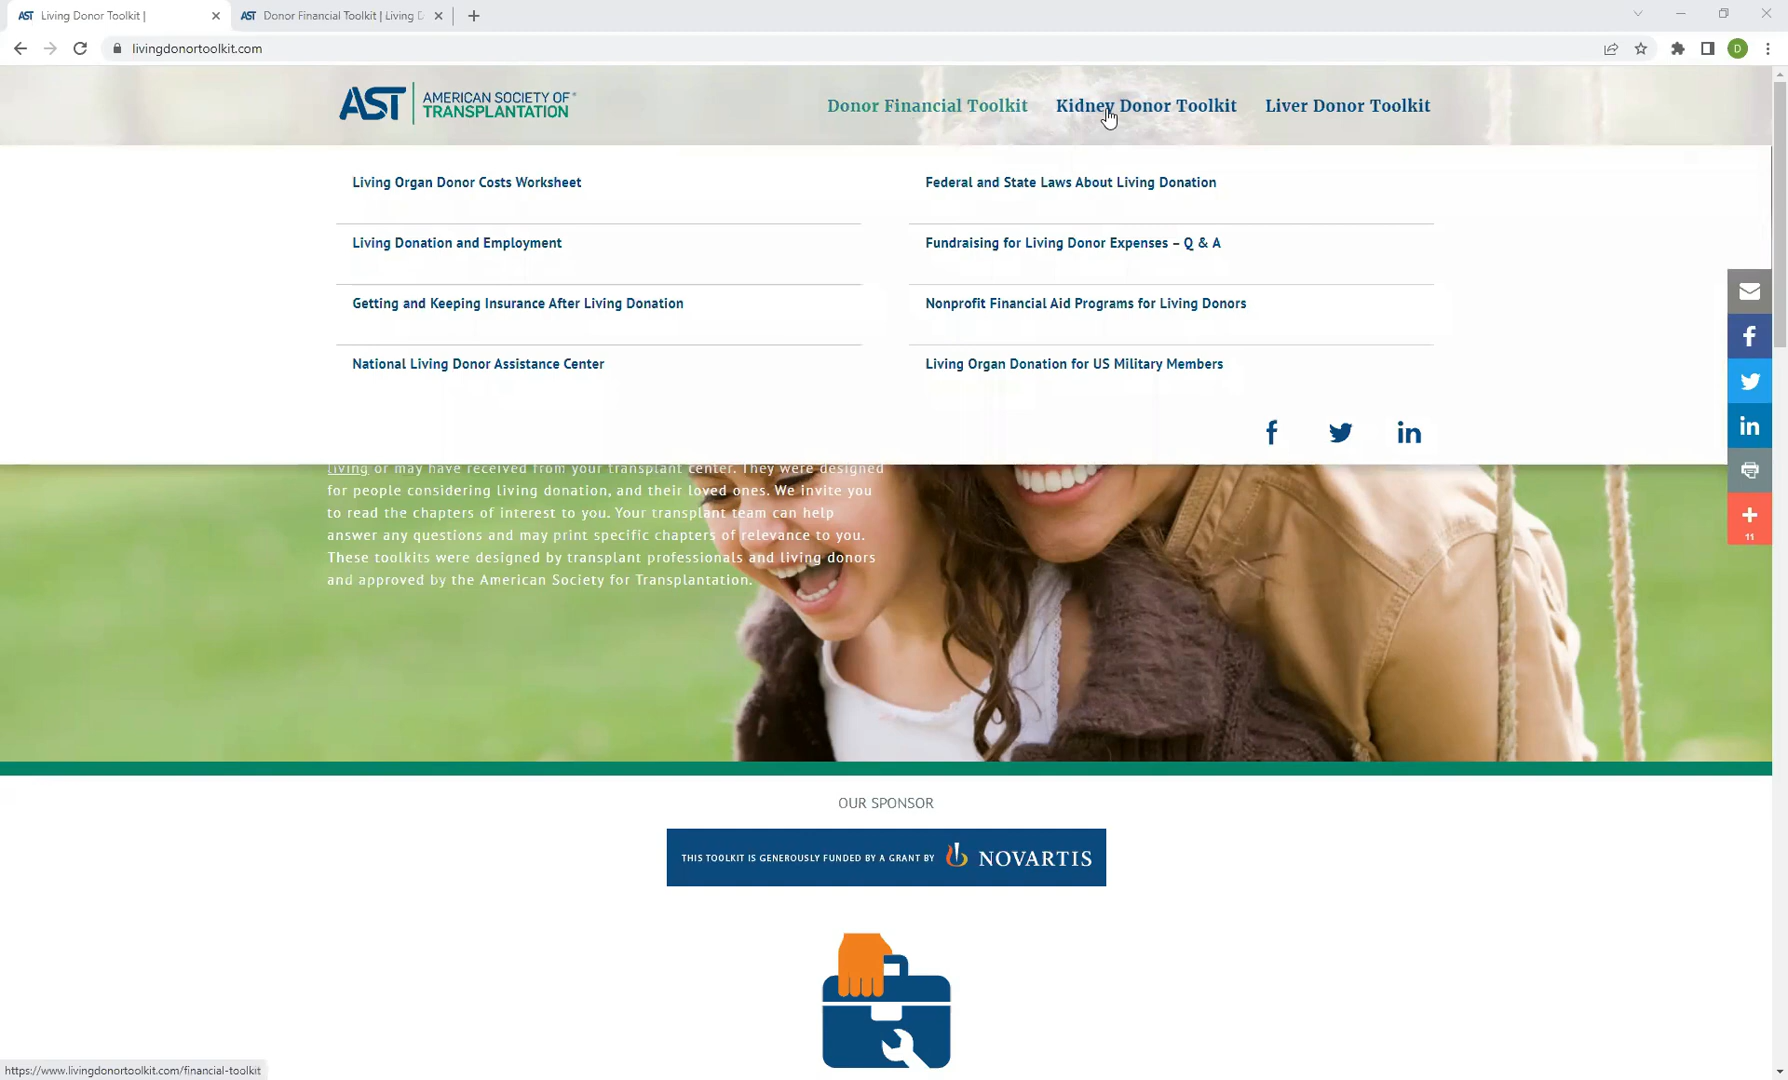 Living Donor Toolkit |
Donor Financial Toolkit | Living D
livingdonortoolkit.com
D
AST AMERICAN SOCIETY OF TRANSPLANTATION
Donor Financial Toolkit
Kidney Donor Toolkit
Liver Donor Toolkit
Living Organ Donor Costs Worksheet
Federal and State Laws About Living Donation
Living Donation and Employment
Fundraising for Living Donor Expenses – Q & A
Getting and Keeping Insurance After Living Donation
Nonprofit Financial Aid Programs for Living Donors
National Living Donor Assistance Center
Living Organ Donation for US Military Members
living or may have received from your transplant center. They were designed
for people considering living donation, and their loved ones. We invite you
to read the chapters of interest to you. Your transplant team can help
answer any questions and may print specific chapters of relevance to you.
These toolkits were designed by transplant professionals and living donors
and approved by the American Society for Transplantation.
11
OUR SPONSOR
THIS TOOLKIT IS GENEROUSLY FUNDED BY A GRANT BY NOVARTIS
https://www.livingdonortoolkit.com/financial-toolkit